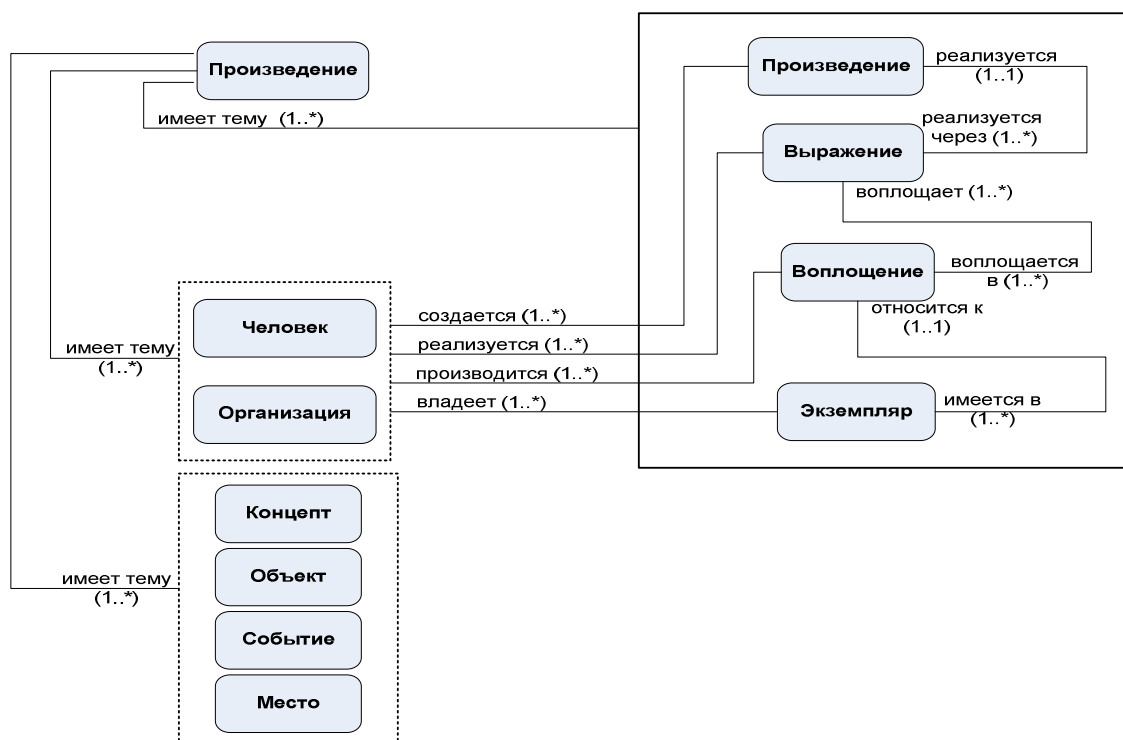 Произведение
имеет тему (1..*)
Произведение
реализуется
(1..1)
реализуется
через (1..*)
Выражение
воплощает (1..*)
Воплощение
воплощается
в (1..*)
относится к
(1..1)
Экземпляр
имеется в
(1..*)
Человек
Организация
создается (1..*)
реализуется (1..*)
производится (1..*)
владеет (1..*)
имеет тему
(1..*)
Концепт
Объект
Событие
Место
имеет тему
(1..*)